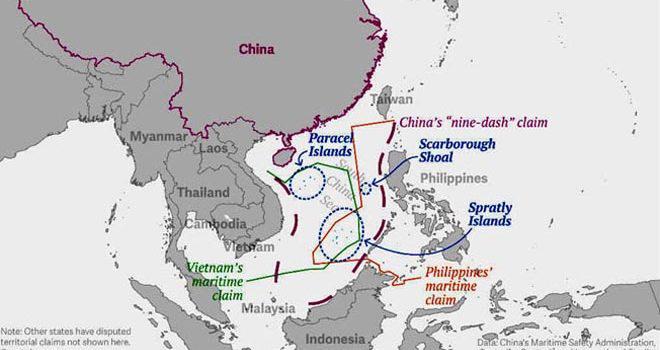 China
Taiwan
China's "nine-dash" claim
Myanmar
Laos
Paracel
Islands
Scarborough
Shoal
South
China
Sea
Philippines
Thailand
Spratly
Islands
Cambodia
Vietnam
Vietnam's
maritime
claim
Philippines'
maritime
claim
Malaysia
Indonesia
Note: Other states have disputed
territorial claims not shown here.
Data: China's Maritime Safety Administration,